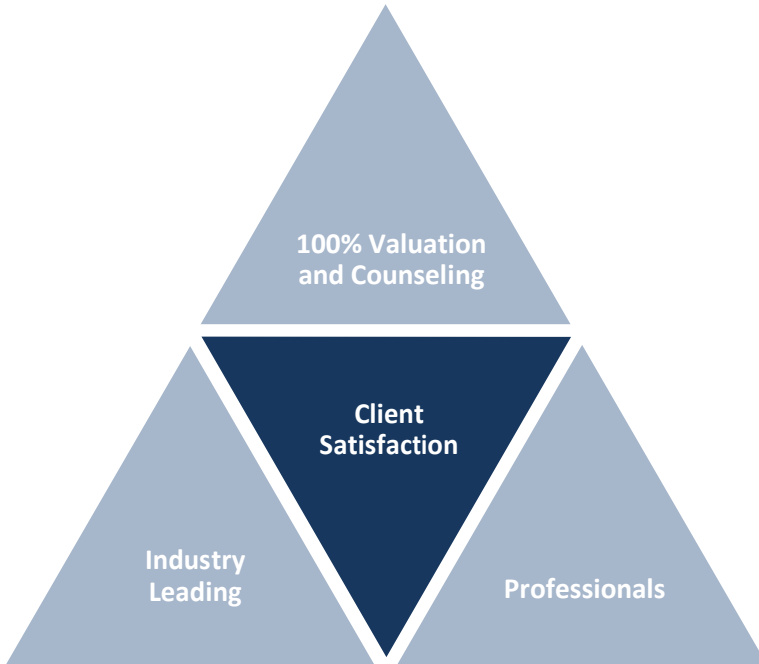 100% Valuation
and Counseling
Client
Satisfaction
Industry
Leading
Professionals